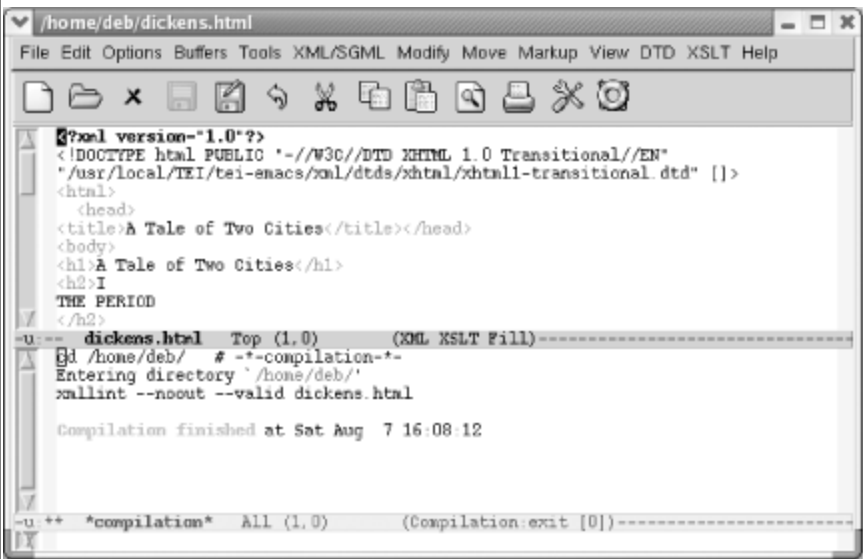 /home/deb/dickens.html
File Edit Options Buffers Tools XML/SGML Modify Move Markup View DTD XSLT Help
<?xml version="1.0"?>
<!DOCTYPE html PUBLIC "-//W3C//DTD XHTML 1.0 Transitional//EN"
"/usr/local/TEI/tei-emacs/xml/dtds/xhtml/xhtml1-transitional.dtd" []>
<html>
<head>
<title>A Tale of Two Cities</title></head>
<body>
<h1>A Tale of Two Cities</h1>
<h2>I
THE PERIOD
</h2>
-u:-- dickens.html Top (1,0) (XML XSLT Fill)--------------------------------
cd /home/deb/ # -*-compilation-*-
Entering directory `/home/deb/'
xmllint --noout --valid dickens.html
Compilation finished at Sat Aug 7 16:08:12
-u:++ *compilation* All (1,0) (Compilation:exit [0])------------------------